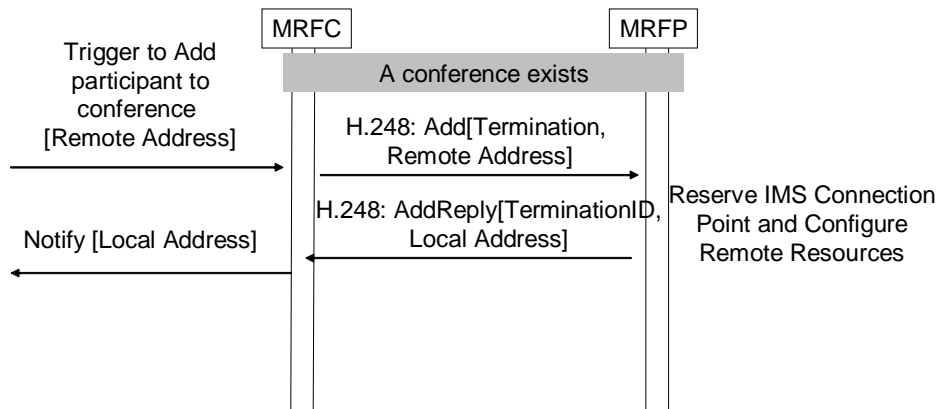 MRFC
MRFP
Trigger to Add
participant to
conference
[Remote Address]
A conference exists
H.248: Add[Termination,
Remote Address]
H.248: AddReply[TerminationID,
Local Address]
Reserve IMS Connection
Point and Configure
Remote Resources
Notify [Local Address]